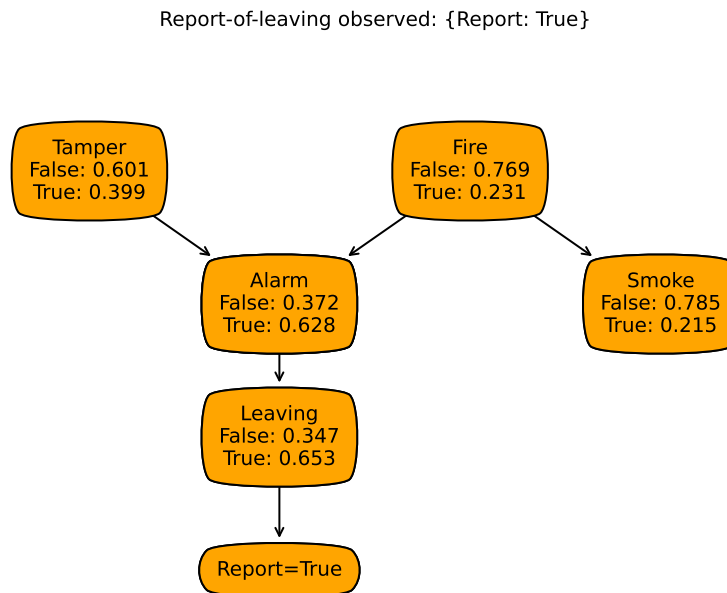 Report-of-leaving observed: {Report: True}
Tamper
False: 0.601
True: 0.399
Fire
False: 0.769
True: 0.231
Alarm
False: 0.372
True: 0.628
Smoke
False: 0.785
True: 0.215
Leaving
False: 0.347
True: 0.653
Report=True